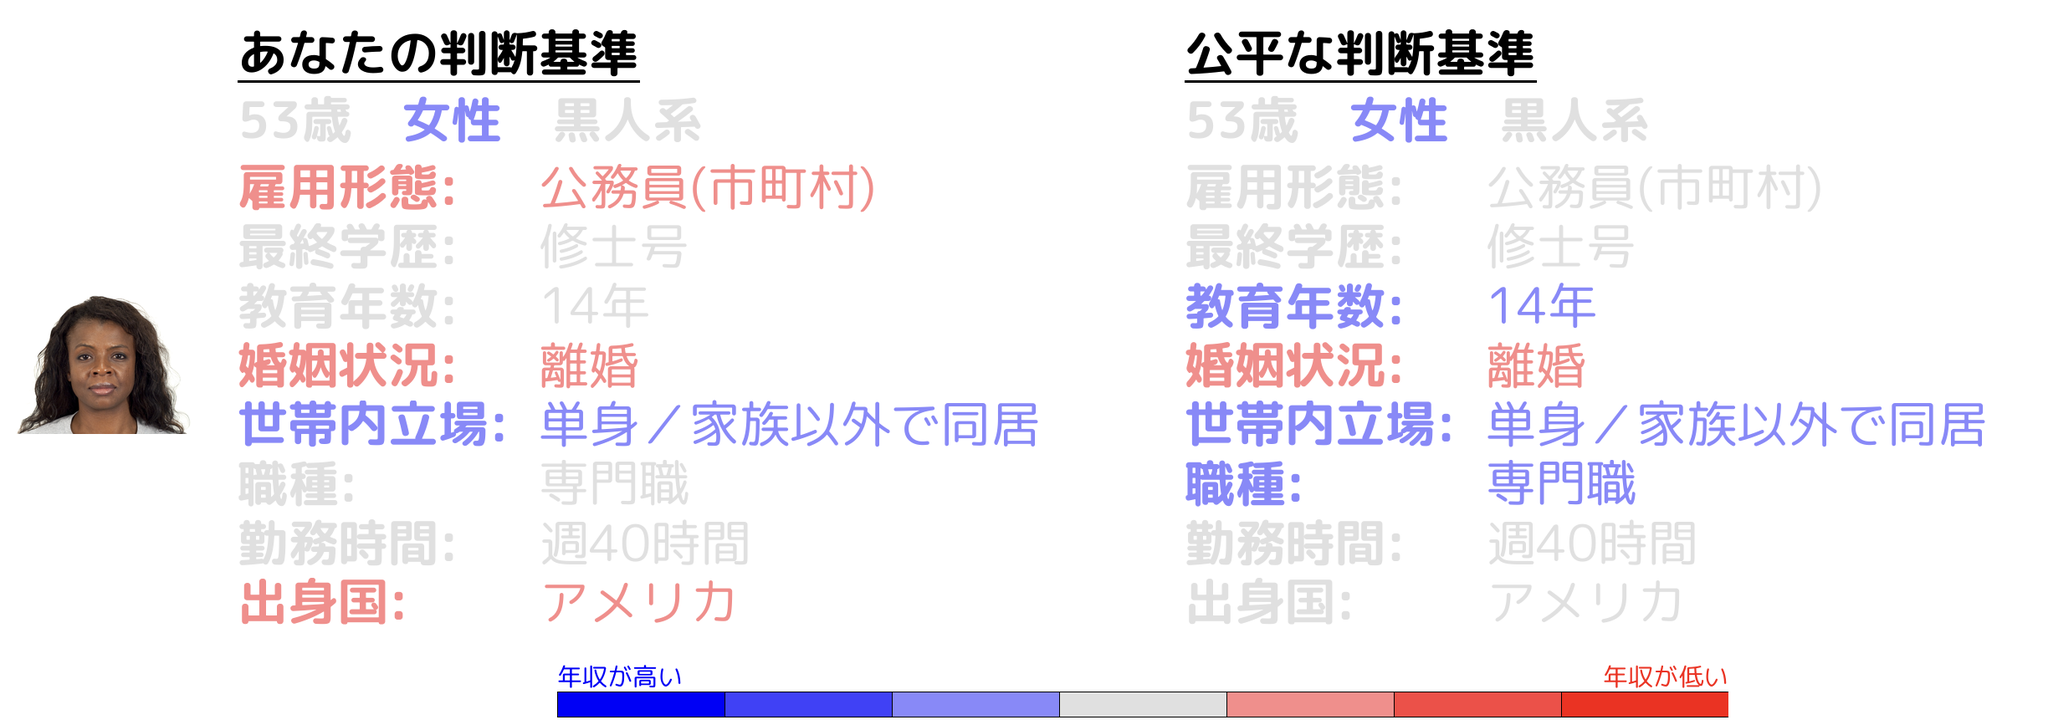 あなたの判断基準
53歳 女性 黒人系
雇用形態: 公務員(市町村)
最終学歴: 修士号
教育年数: 14年
婚姻状況: 離婚
世帯内立場: 単身／家族以外で同居
職種: 専門職
勤務時間: 週40時間
出身国: アメリカ
公平な判断基準
53歳 女性 黒人系
雇用形態: 公務員(市町村)
最終学歴: 修士号
教育年数: 14年
婚姻状況: 離婚
世帯内立場: 単身／家族以外で同居
職種: 専門職
勤務時間: 週40時間
出身国: アメリカ
年収が高い
年収が低い